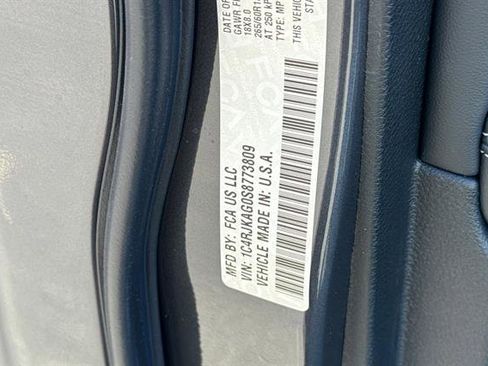 DATE OF
GAWR FR
18X8.0
265/60R1
AT 250 KP
TYPE: MP
THIS VEHIC
STA
MFD BY: FCA US LLC
VIN: 1C4RJKAG0S8773809
VEHICLE MADE IN: U.S.A.